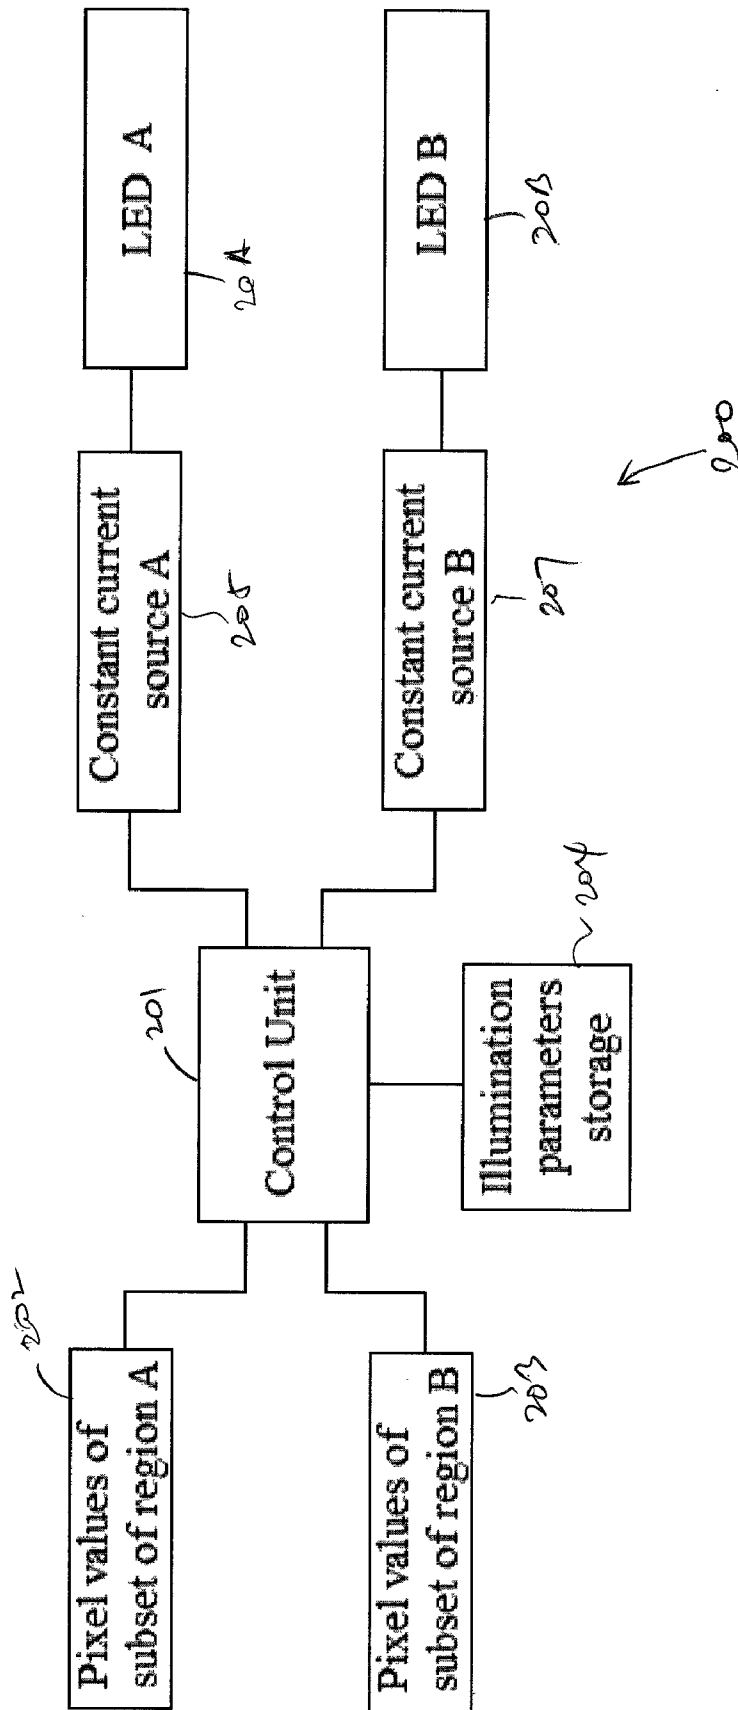 Pixel values of
subset of region A
202
Pixel values of
subset of region B
203
Control Unit
201
Illumination
parameters
storage
204
Constant current
source A
205
Constant current
source B
207
LED A
20A
LED B
20B
200